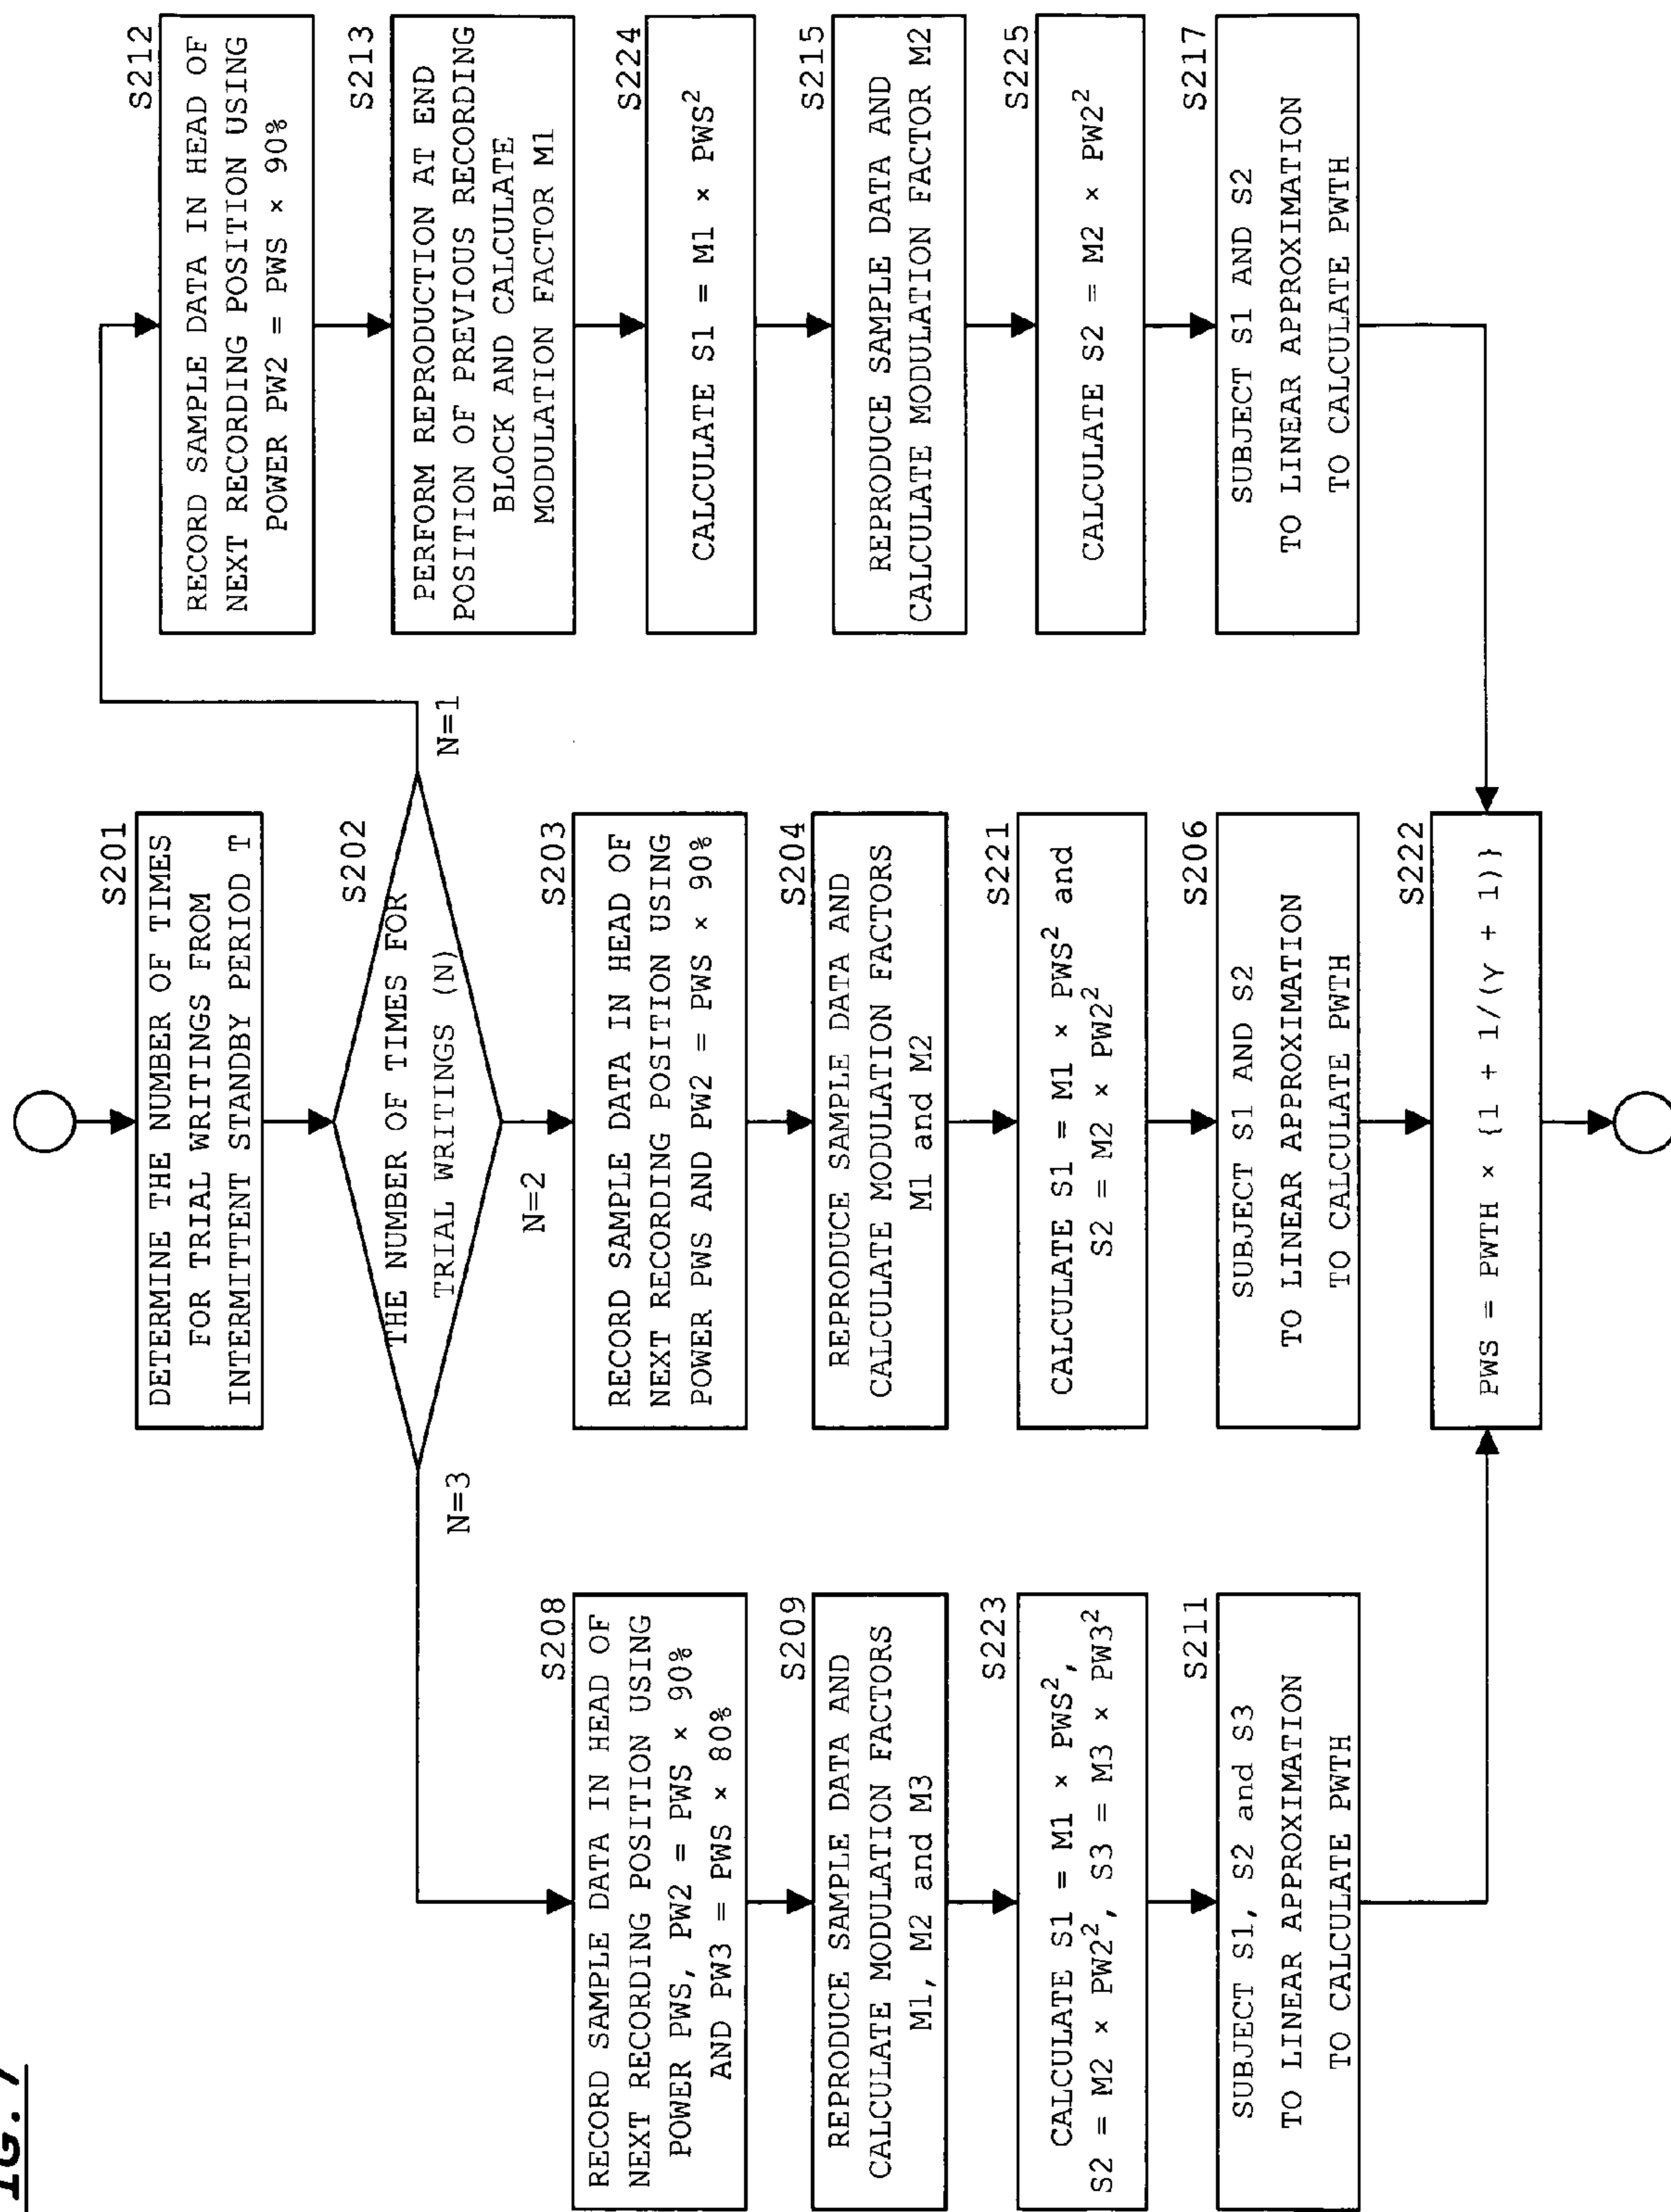 IG. 7
S201
DETERMINE THE NUMBER OF TIMES
FOR TRIAL WRITINGS FROM
INTERMITTENT STANDBY PERIOD T
S202
THE NUMBER OF TIMES FOR
TRIAL WRITINGS (N)
N=3
N=2
N=1
S208
RECORD SAMPLE DATA IN HEAD OF
NEXT RECORDING POSITION USING
POWER PWS, PW2 = PWS × 90%
AND PW3 = PWS × 80%
S209
REPRODUCE SAMPLE DATA AND
CALCULATE MODULATION FACTORS
M1, M2 and M3
S223
CALCULATE S1 = M1 × PWS²,
S2 = M2 × PW2², S3 = M3 × PW3²
S211
SUBJECT S1, S2 and S3
TO LINEAR APPROXIMATION
TO CALCULATE PWTH
S203
RECORD SAMPLE DATA IN HEAD OF
NEXT RECORDING POSITION USING
POWER PWS AND PW2 = PWS × 90%
S204
REPRODUCE SAMPLE DATA AND
CALCULATE MODULATION FACTORS
M1 and M2
S221
CALCULATE S1 = M1 × PWS² and
S2 = M2 × PW2²
S206
SUBJECT S1 AND S2
TO LINEAR APPROXIMATION
TO CALCULATE PWTH
S222
PWS = PWTH × {1 + 1/(γ + 1)}
S212
RECORD SAMPLE DATA IN HEAD OF
NEXT RECORDING POSITION USING
POWER PW2 = PWS × 90%
S213
PERFORM REPRODUCTION AT END
POSITION OF PREVIOUS RECORDING
BLOCK AND CALCULATE
MODULATION FACTOR M1
S224
CALCULATE S1 = M1 × PWS²
S215
REPRODUCE SAMPLE DATA AND
CALCULATE MODULATION FACTOR M2
S225
CALCULATE S2 = M2 × PW2²
S217
SUBJECT S1 AND S2
TO LINEAR APPROXIMATION
TO CALCULATE PWTH